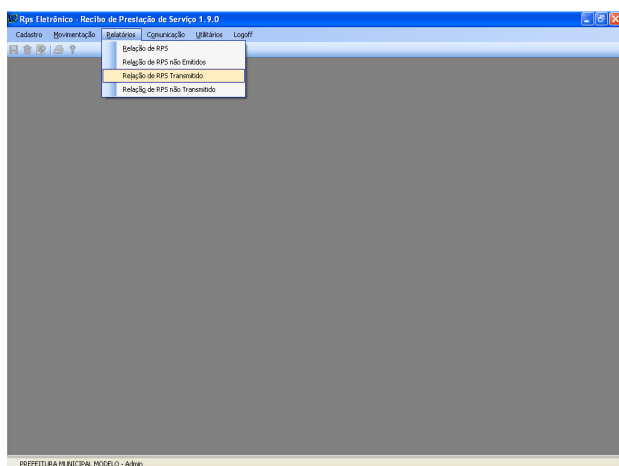 Rps Eletrônico - Recibo de Prestação de Serviço 1.9.0
Cadastro Movimentação Relatórios Comunicação Utilitários Logoff
Relação de RPS
Relação de RPS não Emitidos
Relação de RPS Transmitido
Relação de RPS não Transmitido
PREFEITURA MUNICIPAL MODELO - Admin